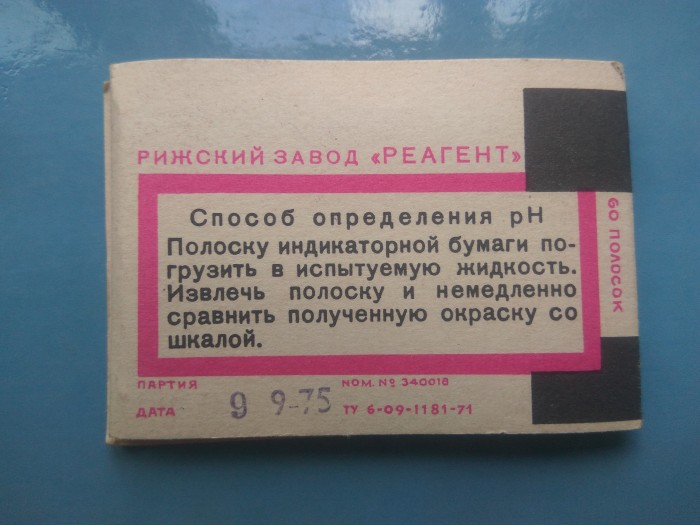 РИЖСКИЙ ЗАВОД «РЕАГЕНТ»
Способ определения pH
Полоску индикаторной бумаги по-
грузить в испытуемую жидкость.
Извлечь полоску и немедленно
сравнить полученную окраску со
шкалой.
60 ПОЛОСОК
ПАРТИЯ
НОМ. № 340018
ДАТА 9 9-75 ТУ 6-09-1181-71